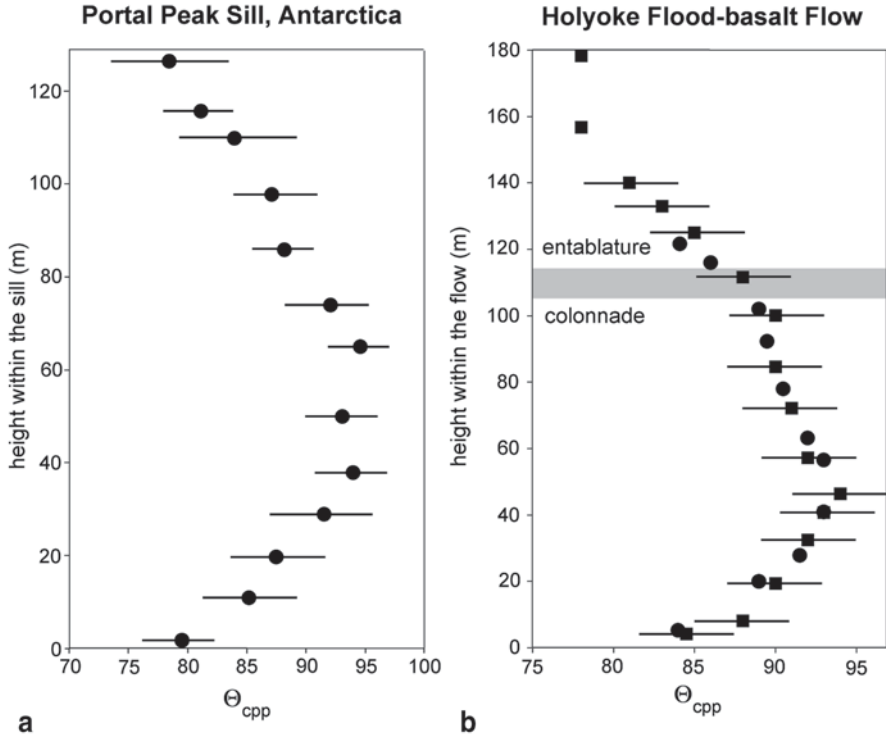 Portal Peak Sill, Antarctica
height within the sill (m)
120
100
80
60
40
20
0
70 75 80 85 90 95 100
Θcpp
a
Holyoke Flood-basalt Flow
height within the flow (m)
180
160
140
120
100
80
60
40
20
0
entablature
colonnade
75 80 85 90 95
Θcpp
b